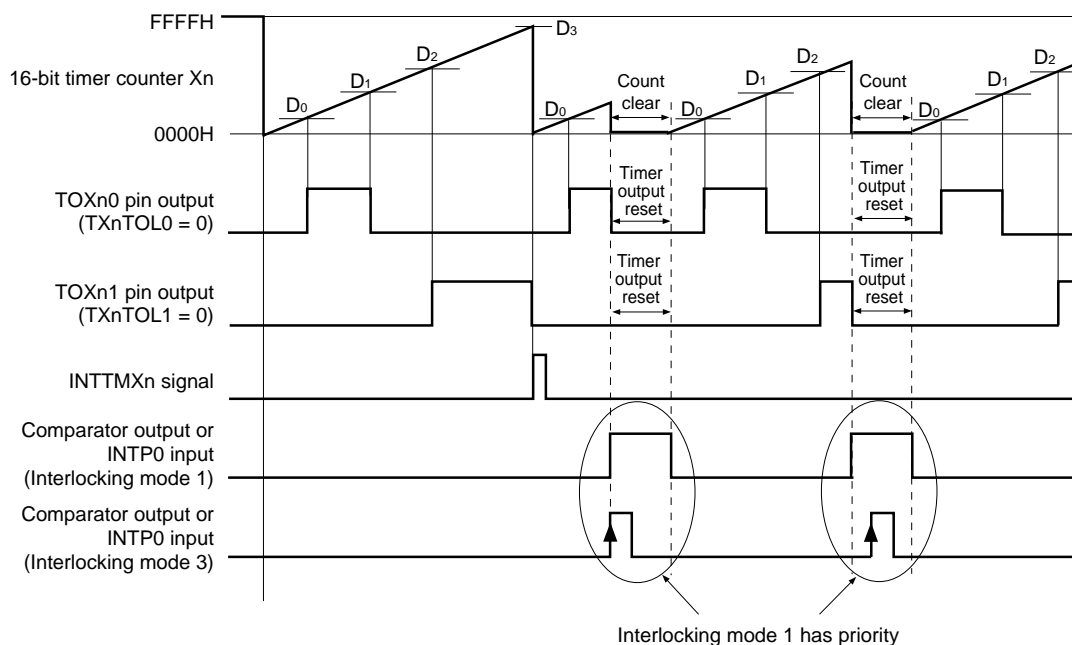 FFFFH
16-bit timer counter Xn
0000H
D0
D1
D2
D3
D0
Count
clear
D0
D1
D2
Count
clear
D0
D1
D2
TOXn0 pin output
(TXnTOL0 = 0)
Timer
output
reset
Timer
output
reset
TOXn1 pin output
(TXnTOL1 = 0)
Timer
output
reset
Timer
output
reset
INTTMXn signal
Comparator output or
INTP0 input
(Interlocking mode 1)
Comparator output or
INTP0 input
(Interlocking mode 3)
Interlocking mode 1 has priority